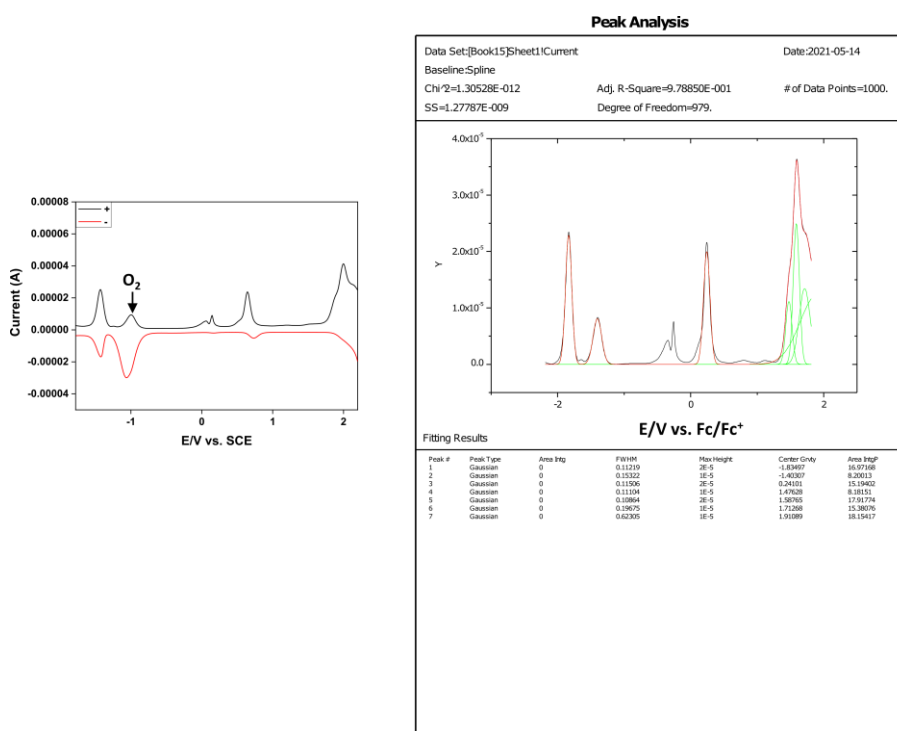 Peak Analysis
Data Set:[Book15]Sheet1!Current Date:2021-05-14
Baseline:Spline
Chi^2=1.30528E-012 Adj. R-Square=9.78850E-001 # of Data Points=1000.
SS=1.27787E-009 Degree of Freedom=979.
0.00008
0.00006
0.00004
0.00002
0.00000
-0.00002
-0.00004
Current (A)
+
-
O2
-1 0 1 2
E/V vs. SCE
4.0x10-5
3.0x10-5
2.0x10-5
1.0x10-5
0.0
Y
-2 0 2
E/V vs. Fc/Fc+
Fitting Results
Peak # Peak Type Area Intg FWHM Max Height Center Grvty Area IntgP
1 Gaussian 0 0.11219 2E-5 -1.83497 16.97168
2 Gaussian 0 0.15322 1E-5 -1.40307 8.20013
3 Gaussian 0 0.11506 2E-5 0.24101 15.19402
4 Gaussian 0 0.11104 1E-5 1.47628 8.18151
5 Gaussian 0 0.10864 2E-5 1.58765 17.91774
6 Gaussian 0 0.19675 1E-5 1.71268 15.38076
7 Gaussian 0 0.62305 1E-5 1.91089 18.15417